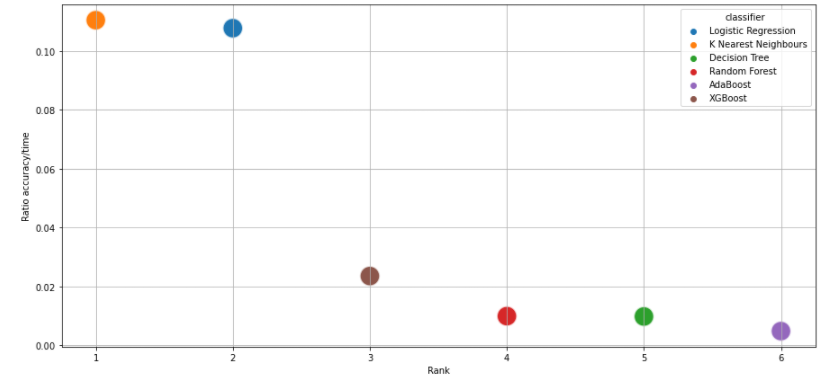 classifier
Logistic Regression
K Nearest Neighbours
Decision Tree
Random Forest
AdaBoost
XGBoost
Ratio accuracy/time
0.10
0.08
0.06
0.04
0.02
0.00
1 2 3 4 5 6
Rank